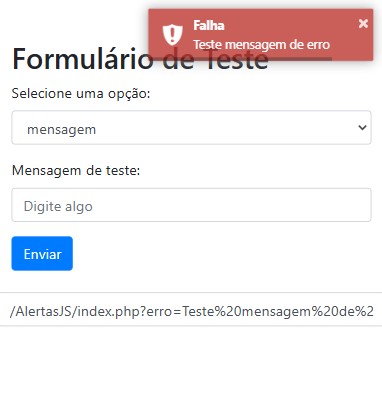 Falha
Teste mensagem de erro
Formulário de Teste
Selecione uma opção:
mensagem
Mensagem de teste:
Digite algo
Enviar
/AlertasJS/index.php?erro=Teste%20mensagem%20de%2